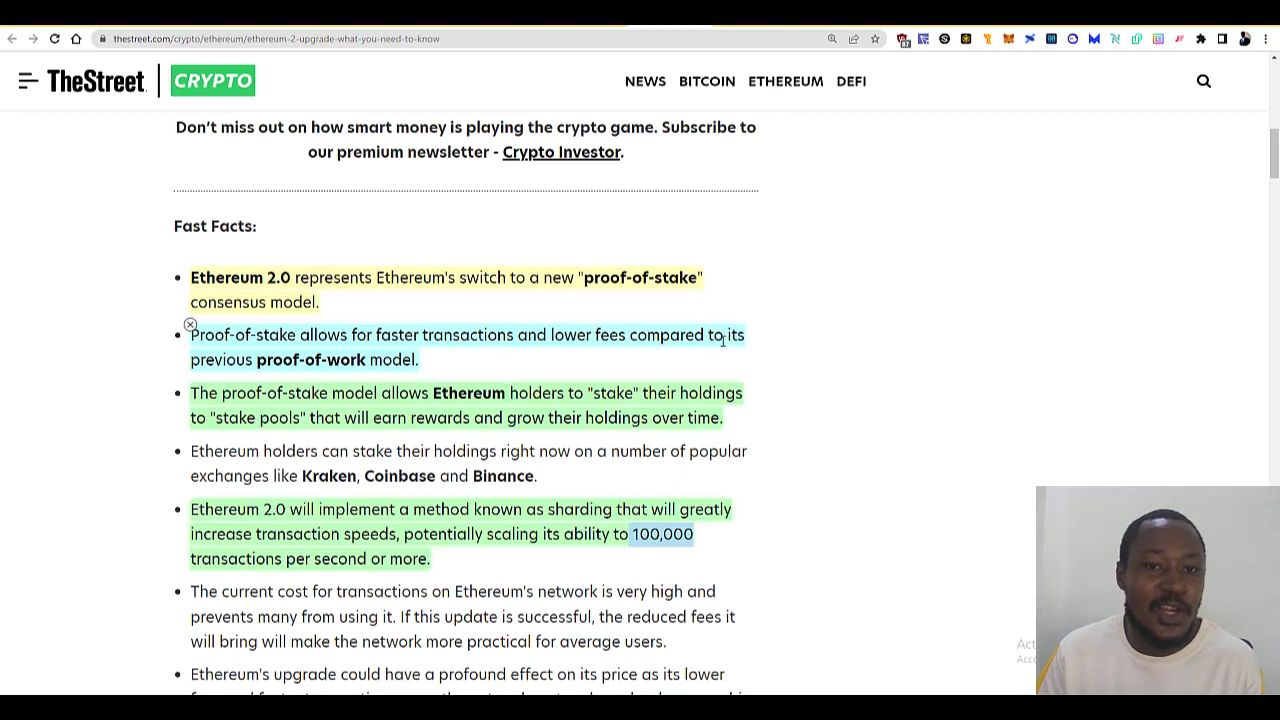 thestreet.com/crypto/ethereum/ethereum-2-upgrade-what-you-need-to-know
TheStreet CRYPTO NEWS BITCOIN ETHEREUM DEFI
Don't miss out on how smart money is playing the crypto game. Subscribe to
our premium newsletter - Crypto Investor.
Fast Facts:
• Ethereum 2.0 represents Ethereum's switch to a new "proof-of-stake"
consensus model.
• Proof-of-stake allows for faster transactions and lower fees compared to its
previous proof-of-work model.
• The proof-of-stake model allows Ethereum holders to "stake" their holdings
to "stake pools" that will earn rewards and grow their holdings over time.
• Ethereum holders can stake their holdings right now on a number of popular
exchanges like Kraken, Coinbase and Binance.
• Ethereum 2.0 will implement a method known as sharding that will greatly
increase transaction speeds, potentially scaling its ability to 100,000
transactions per second or more.
• The current cost for transactions on Ethereum's network is very high and
prevents many from using it. If this update is successful, the reduced fees it
will bring will make the network more practical for average users.
• Ethereum's upgrade could have a profound effect on its price as its lower